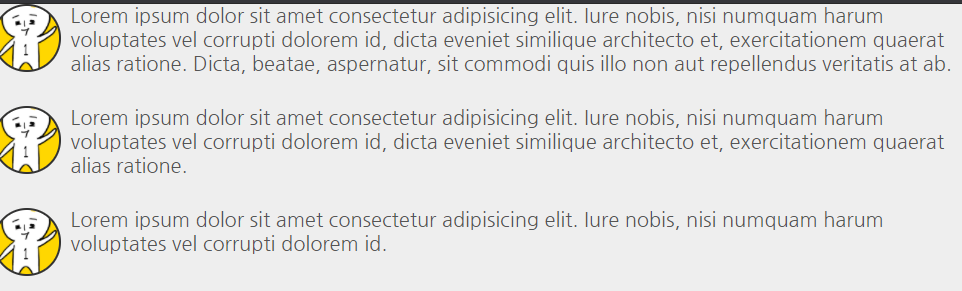 Lorem ipsum dolor sit amet consectetur adipisicing elit. Iure nobis, nisi numquam harum
voluptates vel corrupti dolorem id, dicta eveniet similique architecto et, exercitationem quaerat
alias ratione. Dicta, beatae, aspernatur, sit commodi quis illo non aut repellendus veritatis at ab.
1
Lorem ipsum dolor sit amet consectetur adipisicing elit. Iure nobis, nisi numquam harum
voluptates vel corrupti dolorem id, dicta eveniet similique architecto et, exercitationem quaerat
alias ratione.
1
Lorem ipsum dolor sit amet consectetur adipisicing elit. Iure nobis, nisi numquam harum
voluptates vel corrupti dolorem id.
1